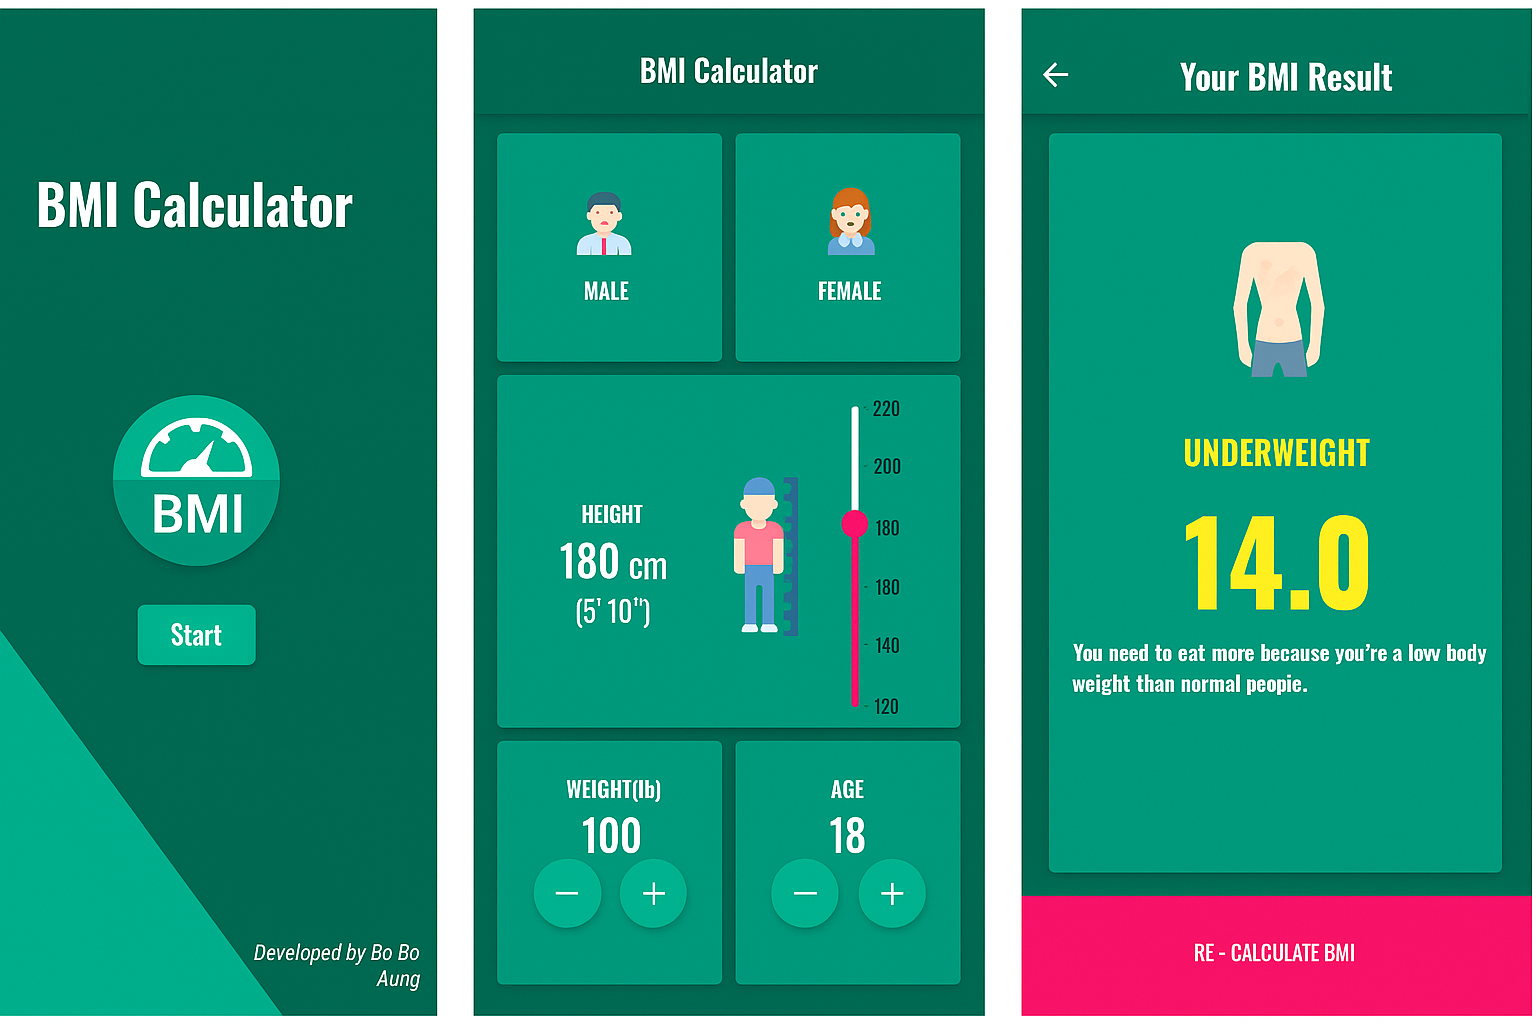 BMI Calculator
BMI
Start
Developed by Bo Bo
Aung
BMI Calculator
MALE
FEMALE
HEIGHT
180 cm
(5' 10")
220
200
180
180
140
120
WEIGHT(lb)
100
AGE
18
Your BMI Result
UNDERWEIGHT
14.0
You need to eat more because you're a low body
weight than normal peopie.
RE - CALCULATE BMI